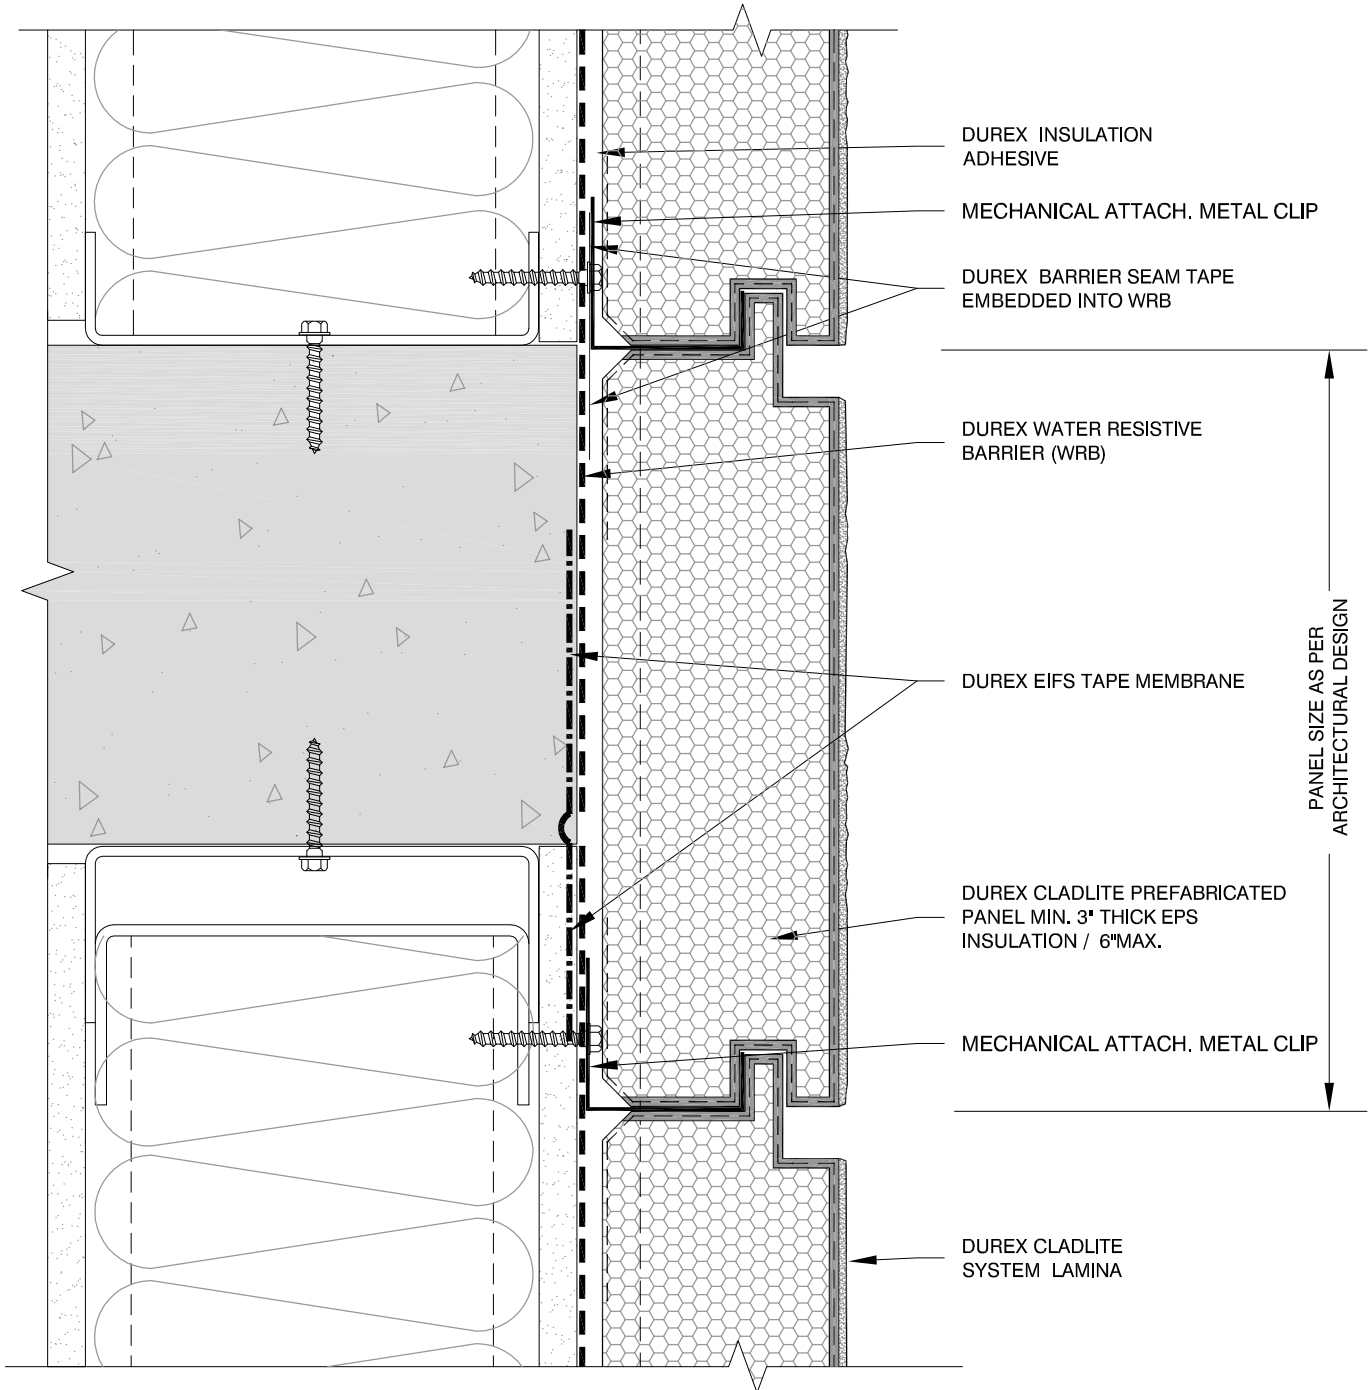 DUREX INSULATION
ADHESIVE
MECHANICAL ATTACH. METAL CLIP
DUREX BARRIER SEAM TAPE
EMBEDDED INTO WRB
DUREX WATER RESISTIVE
BARRIER (WRB)
DUREX EIFS TAPE MEMBRANE
PANEL SIZE AS PER
ARCHITECTURAL DESIGN
DUREX CLADLITE PREFABRICATED
PANEL MIN. 3" THICK EPS
INSULATION / 6"MAX.
MECHANICAL ATTACH. METAL CLIP
DUREX CLADLITE
SYSTEM LAMINA